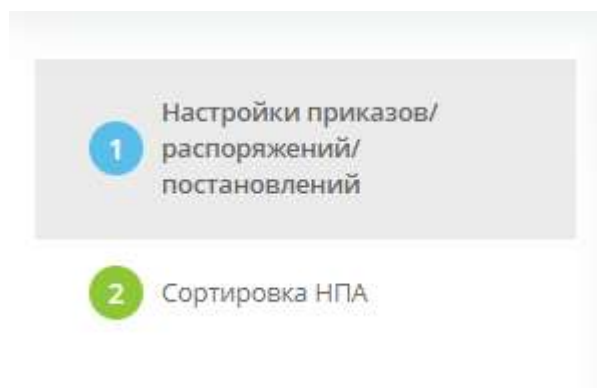 1
Настройки приказов/
распоряжений/
постановлений
2
Сортировка НПА